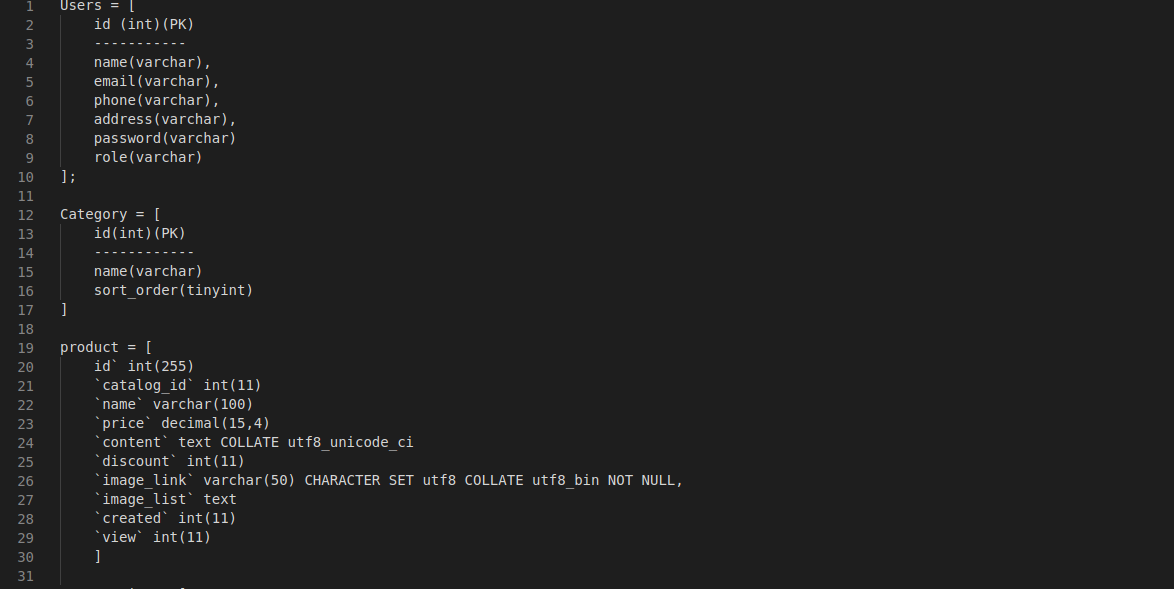 1 Users = [
2 id (int)(PK)
3 -----------
4 name(varchar),
5 email(varchar),
6 phone(varchar),
7 address(varchar),
8 password(varchar)
9 role(varchar)
10 ];
11
12 Category = [
13 id(int)(PK)
14 ------------
15 name(varchar)
16 sort_order(tinyint)
17 ]
18
19 product = [
20 id` int(255)
21 `catalog_id` int(11)
22 `name` varchar(100)
23 `price` decimal(15,4)
24 `content` text COLLATE utf8_unicode_ci
25 `discount` int(11)
26 `image_link` varchar(50) CHARACTER SET utf8 COLLATE utf8_bin NOT NULL,
27 `image_list` text
28 `created` int(11)
29 `view` int(11)
30 ]
31